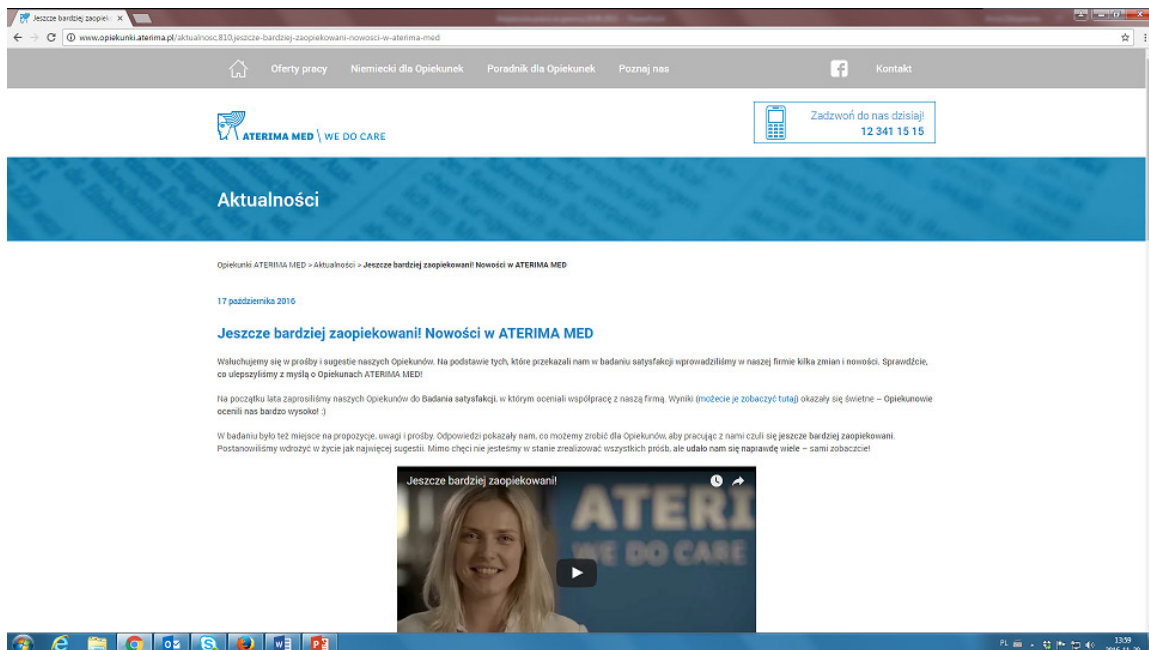 Jeszcze bardziej zaopiek
www.opiekunki.aterima.pl/aktualnosc,810,jeszcze-bardziej-zaopiekowani-nowosci-w-aterima-med
Oferty pracy Niemiecki dla Opiekunek Poradnik dla Opiekunek Poznaj nas f Kontakt
ATERIMA MED \ WE DO CARE
Zadzwoń do nas dzisiaj!
12 341 15 15
Aktualności
Opiekunki ATERIMA MED » Aktualności » Jeszcze bardziej zaopiekowani! Nowości w ATERIMA MED
17 października 2016
Jeszcze bardziej zaopiekowani! Nowości w ATERIMA MED
Wsłuchujemy się w prośby i sugestie naszych Opiekunów. Na podstawie tych, które przekazali nam w badaniu satysfakcji wprowadziliśmy w naszej firmie kilka zmian i nowości. Sprawdźcie,
co ulepszyliśmy z myślą o Opiekunach ATERIMA MED!
Na początku lata zaprosiliśmy naszych Opiekunów do Badania satysfakcji, w którym oceniali współpracę z naszą firmą. Wyniki (możecie je zobaczyć tutaj) okazały się świetne – Opiekunowie
ocenili nas bardzo wysoko! :)
W badaniu było też miejsce na propozycje, uwagi i prośby. Odpowiedzi pokazały nam, co możemy zrobić dla Opiekunów, aby pracując z nami czuli się jeszcze bardziej zaopiekowani.
Postanowiliśmy wdrożyć w życie jak najwięcej sugestii. Mimo chęci nie jesteśmy w stanie zrealizować wszystkich próśb, ale udało nam się naprawdę wiele – sami zobaczcie!
Jeszcze bardziej zaopiekowani!
ATERI
WE DO CARE
PL
13:59